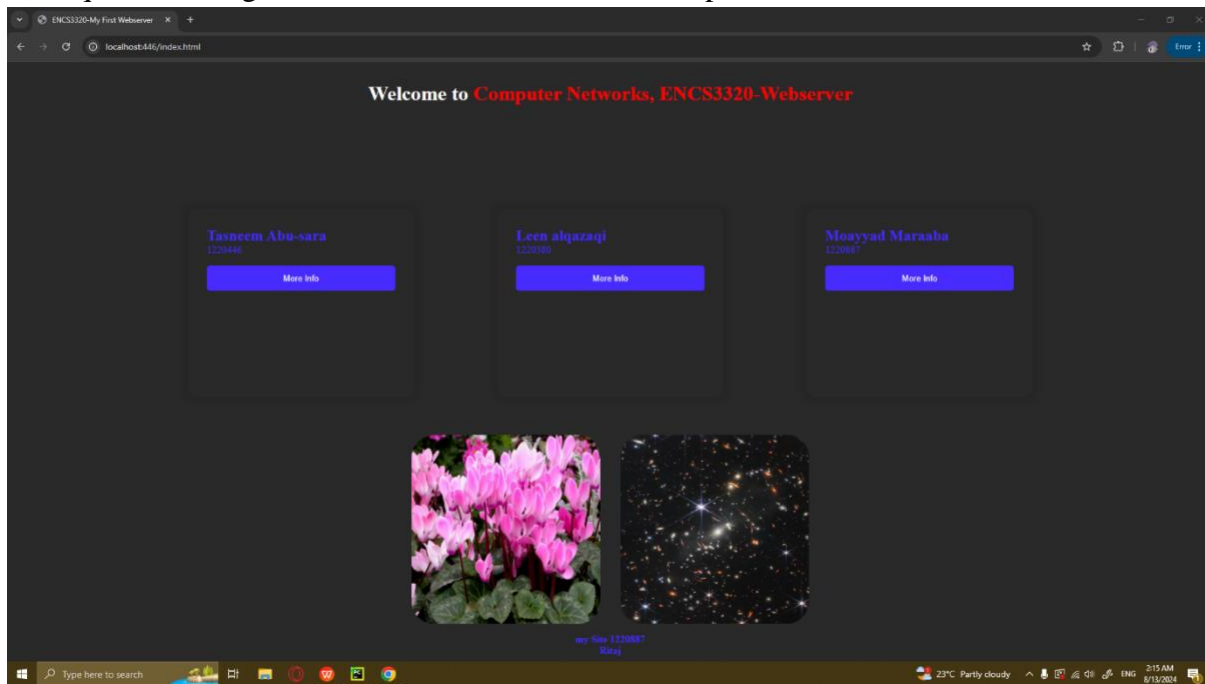 ENCS3320-My First Webserver
localhost:446/index.html
Error
Welcome to Computer Networks, ENCS3320-Webserver
Tasneem Abu-sara
1220446
More Info
Leen alqazaqi
More Info
Moayyad Maraaba
1220887
More Info
my Site 1220887
Ritaj
Type here to search
23°C Partly cloudy
ENG
2:15 AM
8/13/2024